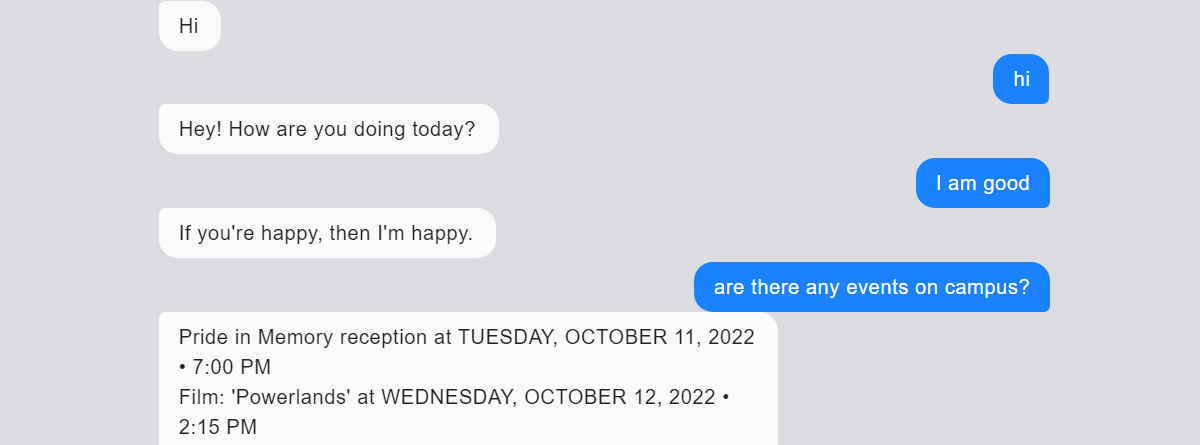 Hi
hi
Hey! How are you doing today?
I am good
If you're happy, then I'm happy.
are there any events on campus?
Pride in Memory reception at TUESDAY, OCTOBER 11, 2022
• 7:00 PM
Film: 'Powerlands' at WEDNESDAY, OCTOBER 12, 2022 •
2:15 PM